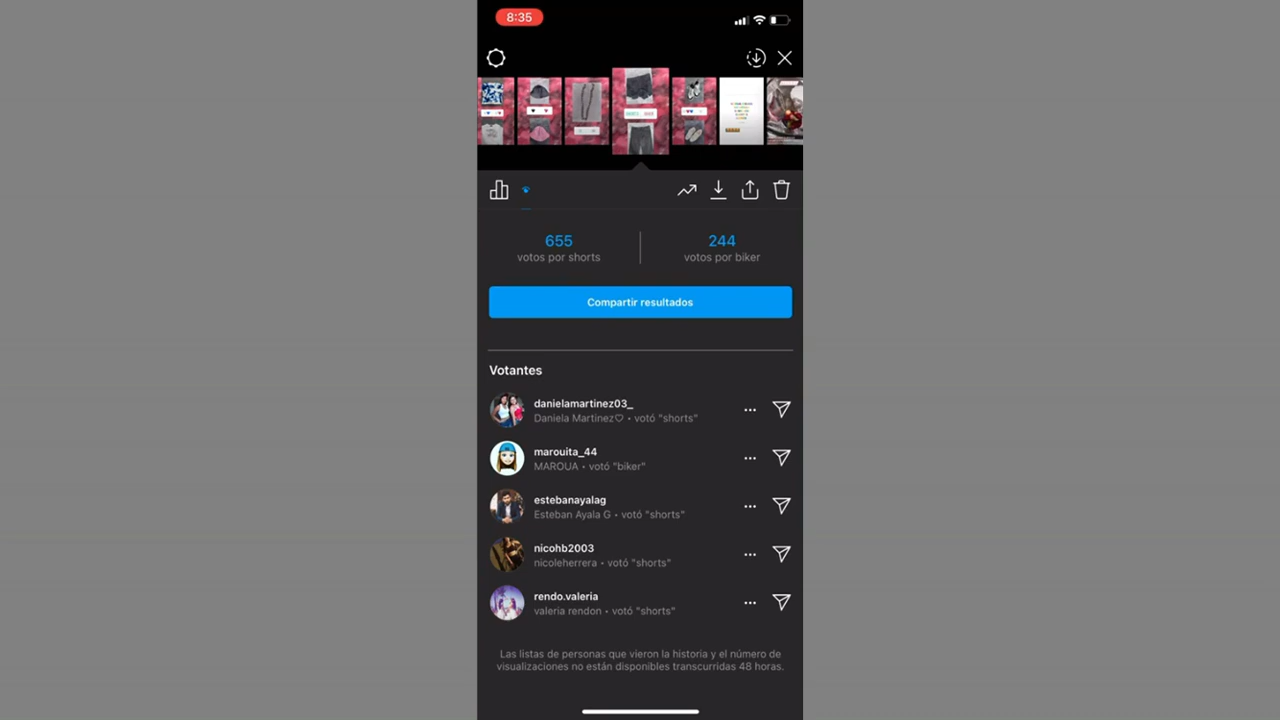 8:35
655
votos por shorts
244
votos por biker
Compartir resultados
Votantes
danielamartinez03_
Daniela Martinez♡ • votó "shorts"
marouita_44
MAROUA • votó "biker"
estebanayalag
Esteban Ayala G • votó "shorts"
nicohb2003
nicoleherrera • votó "shorts"
rendo.valeria
valeria rendon • votó "shorts"
Las listas de personas que vieron la historia y el número de
visualizaciones no están disponibles transcurridas 48 horas.